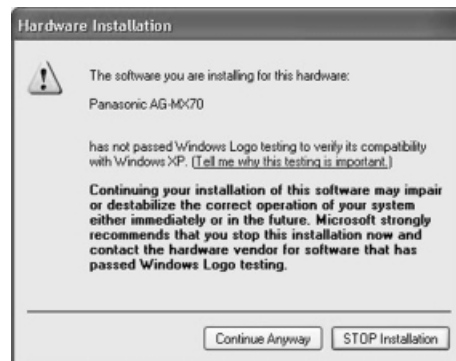 Hardware Installation
The software you are installing for this hardware:
Panasonic AG-MX70
has not passed Windows Logo testing to verify its compatibility
with Windows XP. (Tell me why this testing is important.)
Continuing your installation of this software may impair
or destabilize the correct operation of your system
either immediately or in the future. Microsoft strongly
recommends that you stop this installation now and
contact the hardware vendor for software that has
passed Windows Logo testing.
Continue Anyway
STOP Installation